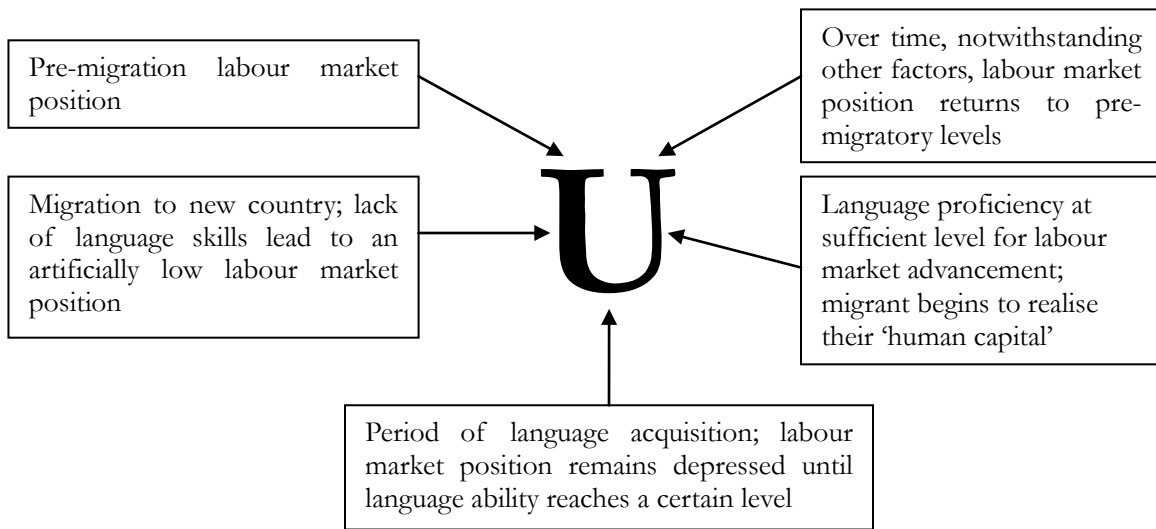 Pre-migration labour market
position
Migration to new country; lack
of language skills lead to an
artificially low labour market
position
U
Period of language acquisition; labour
market position remains depressed until
language ability reaches a certain level
Language proficiency at
sufficient level for labour
market advancement;
migrant begins to realise
their ‘human capital’
Over time, notwithstanding
other factors, labour market
position returns to pre-
migratory levels